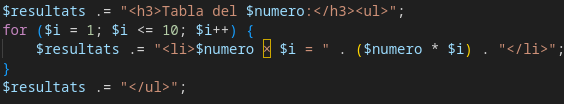 $resultats .= "<h3>Tabla del $numero:</h3><ul>";
for ($i = 1; $i <= 10; $i++) {
    $resultats .= "<li>$numero × $i = " . ($numero * $i) . "</li>";
}
$resultats .= "</ul>";